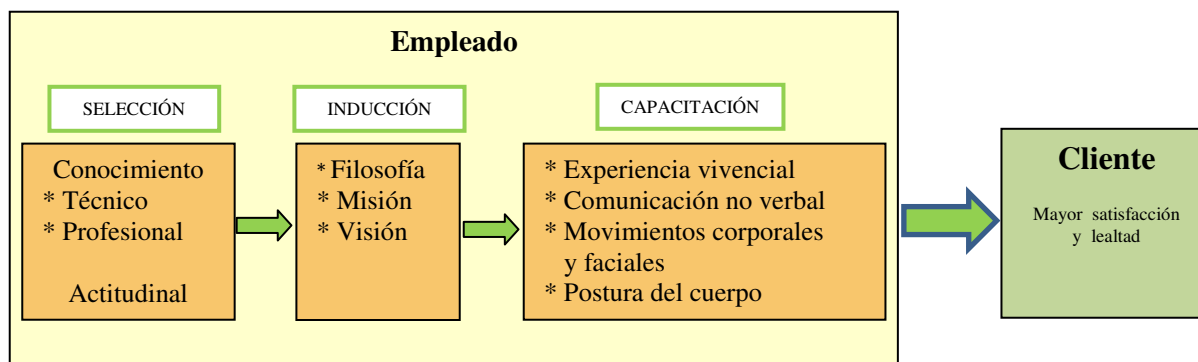 Empleado
SELECCIÓN
Conocimiento
* Técnico
* Profesional
Actitudinal
INDUCCIÓN
* Filosofía
* Misión
* Visión
CAPACITACIÓN
* Experiencia vivencial
* Comunicación no verbal
* Movimientos corporales
y faciales
* Postura del cuerpo
Cliente
Mayor satisfacción
y lealtad